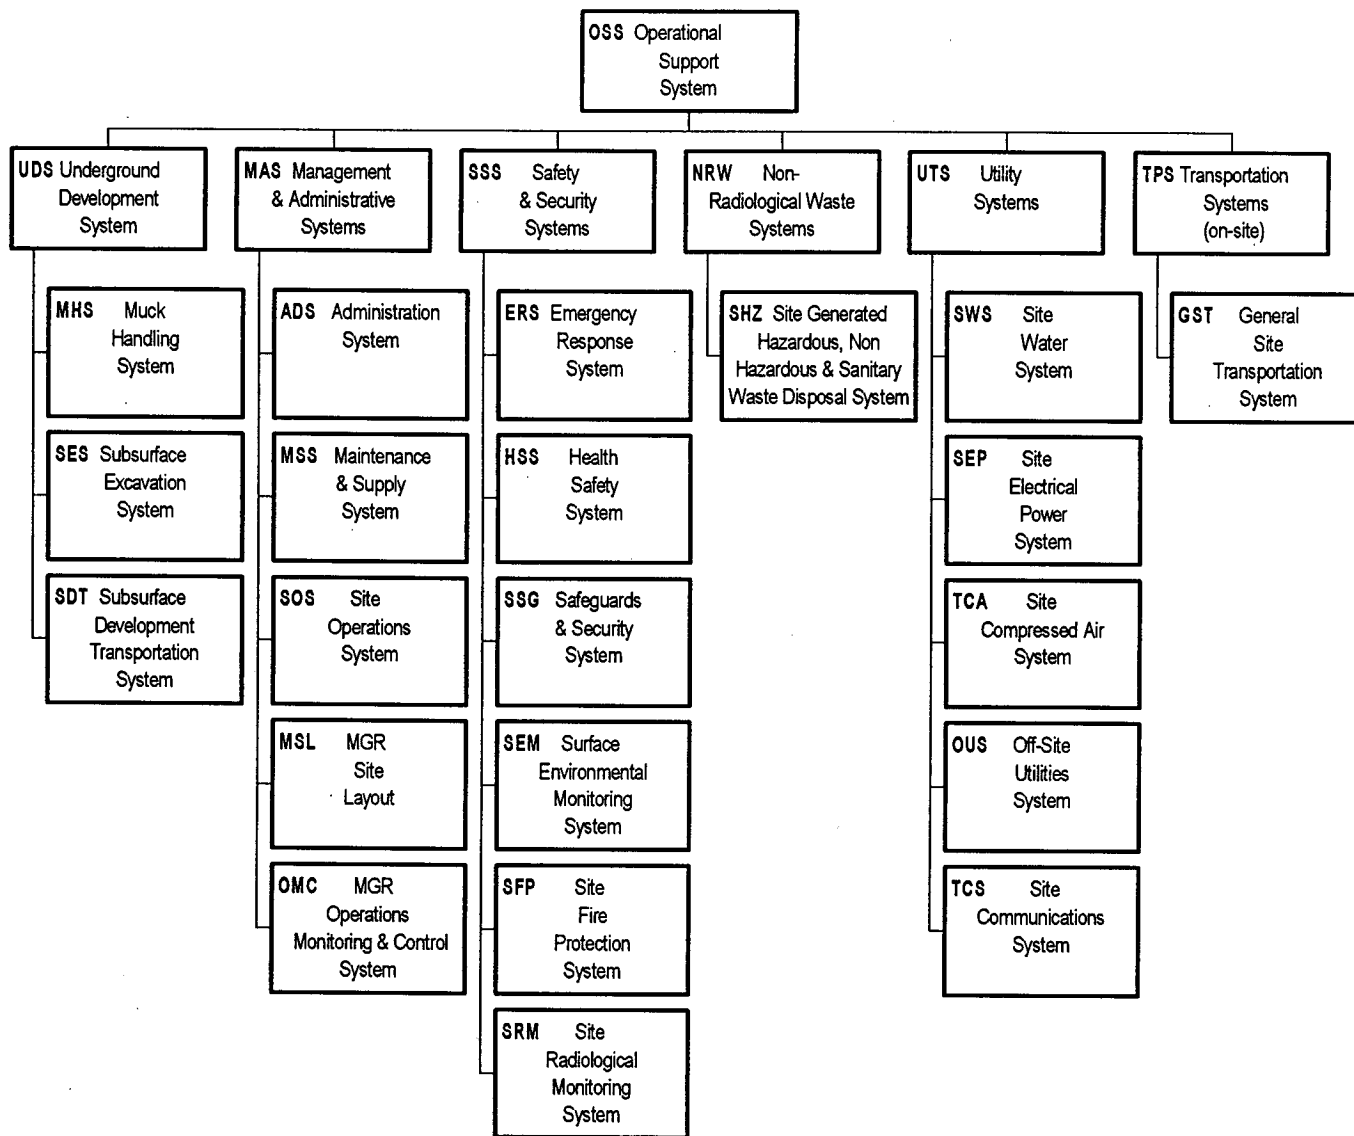 OSS Operational
Support
System
UDS Underground
Development
System
MAS Management
& Administrative
Systems
SSS Safety
& Security
Systems
NRW Non-
Radiological Waste
Systems
UTS Utility
Systems
TPS Transportation
Systems
(on-site)
MHS Muck
Handling
System
SES Subsurface
Excavation
System
SDT Subsurface
Development
Transportation
System
ADS Administration
System
MSS Maintenance
& Supply
System
SOS Site
Operations
System
MSL MGR
Site
Layout
OMC MGR
Operations
Monitoring & Control
System
ERS Emergency
Response
System
HSS Health
Safety
System
SSG Safeguards
& Security
System
SEM Surface
Environmental
Monitoring
System
SFP Site
Fire
Protection
System
SRM Site
Radiological
Monitoring
System
SHZ Site Generated
Hazardous, Non
Hazardous & Sanitary
Waste Disposal System
SWS Site
Water
System
SEP Site
Electrical
Power
System
TCA Site
Compressed Air
System
OUS Off-Site
Utilities
System
TCS Site
Communications
System
GST General
Site
Transportation
System